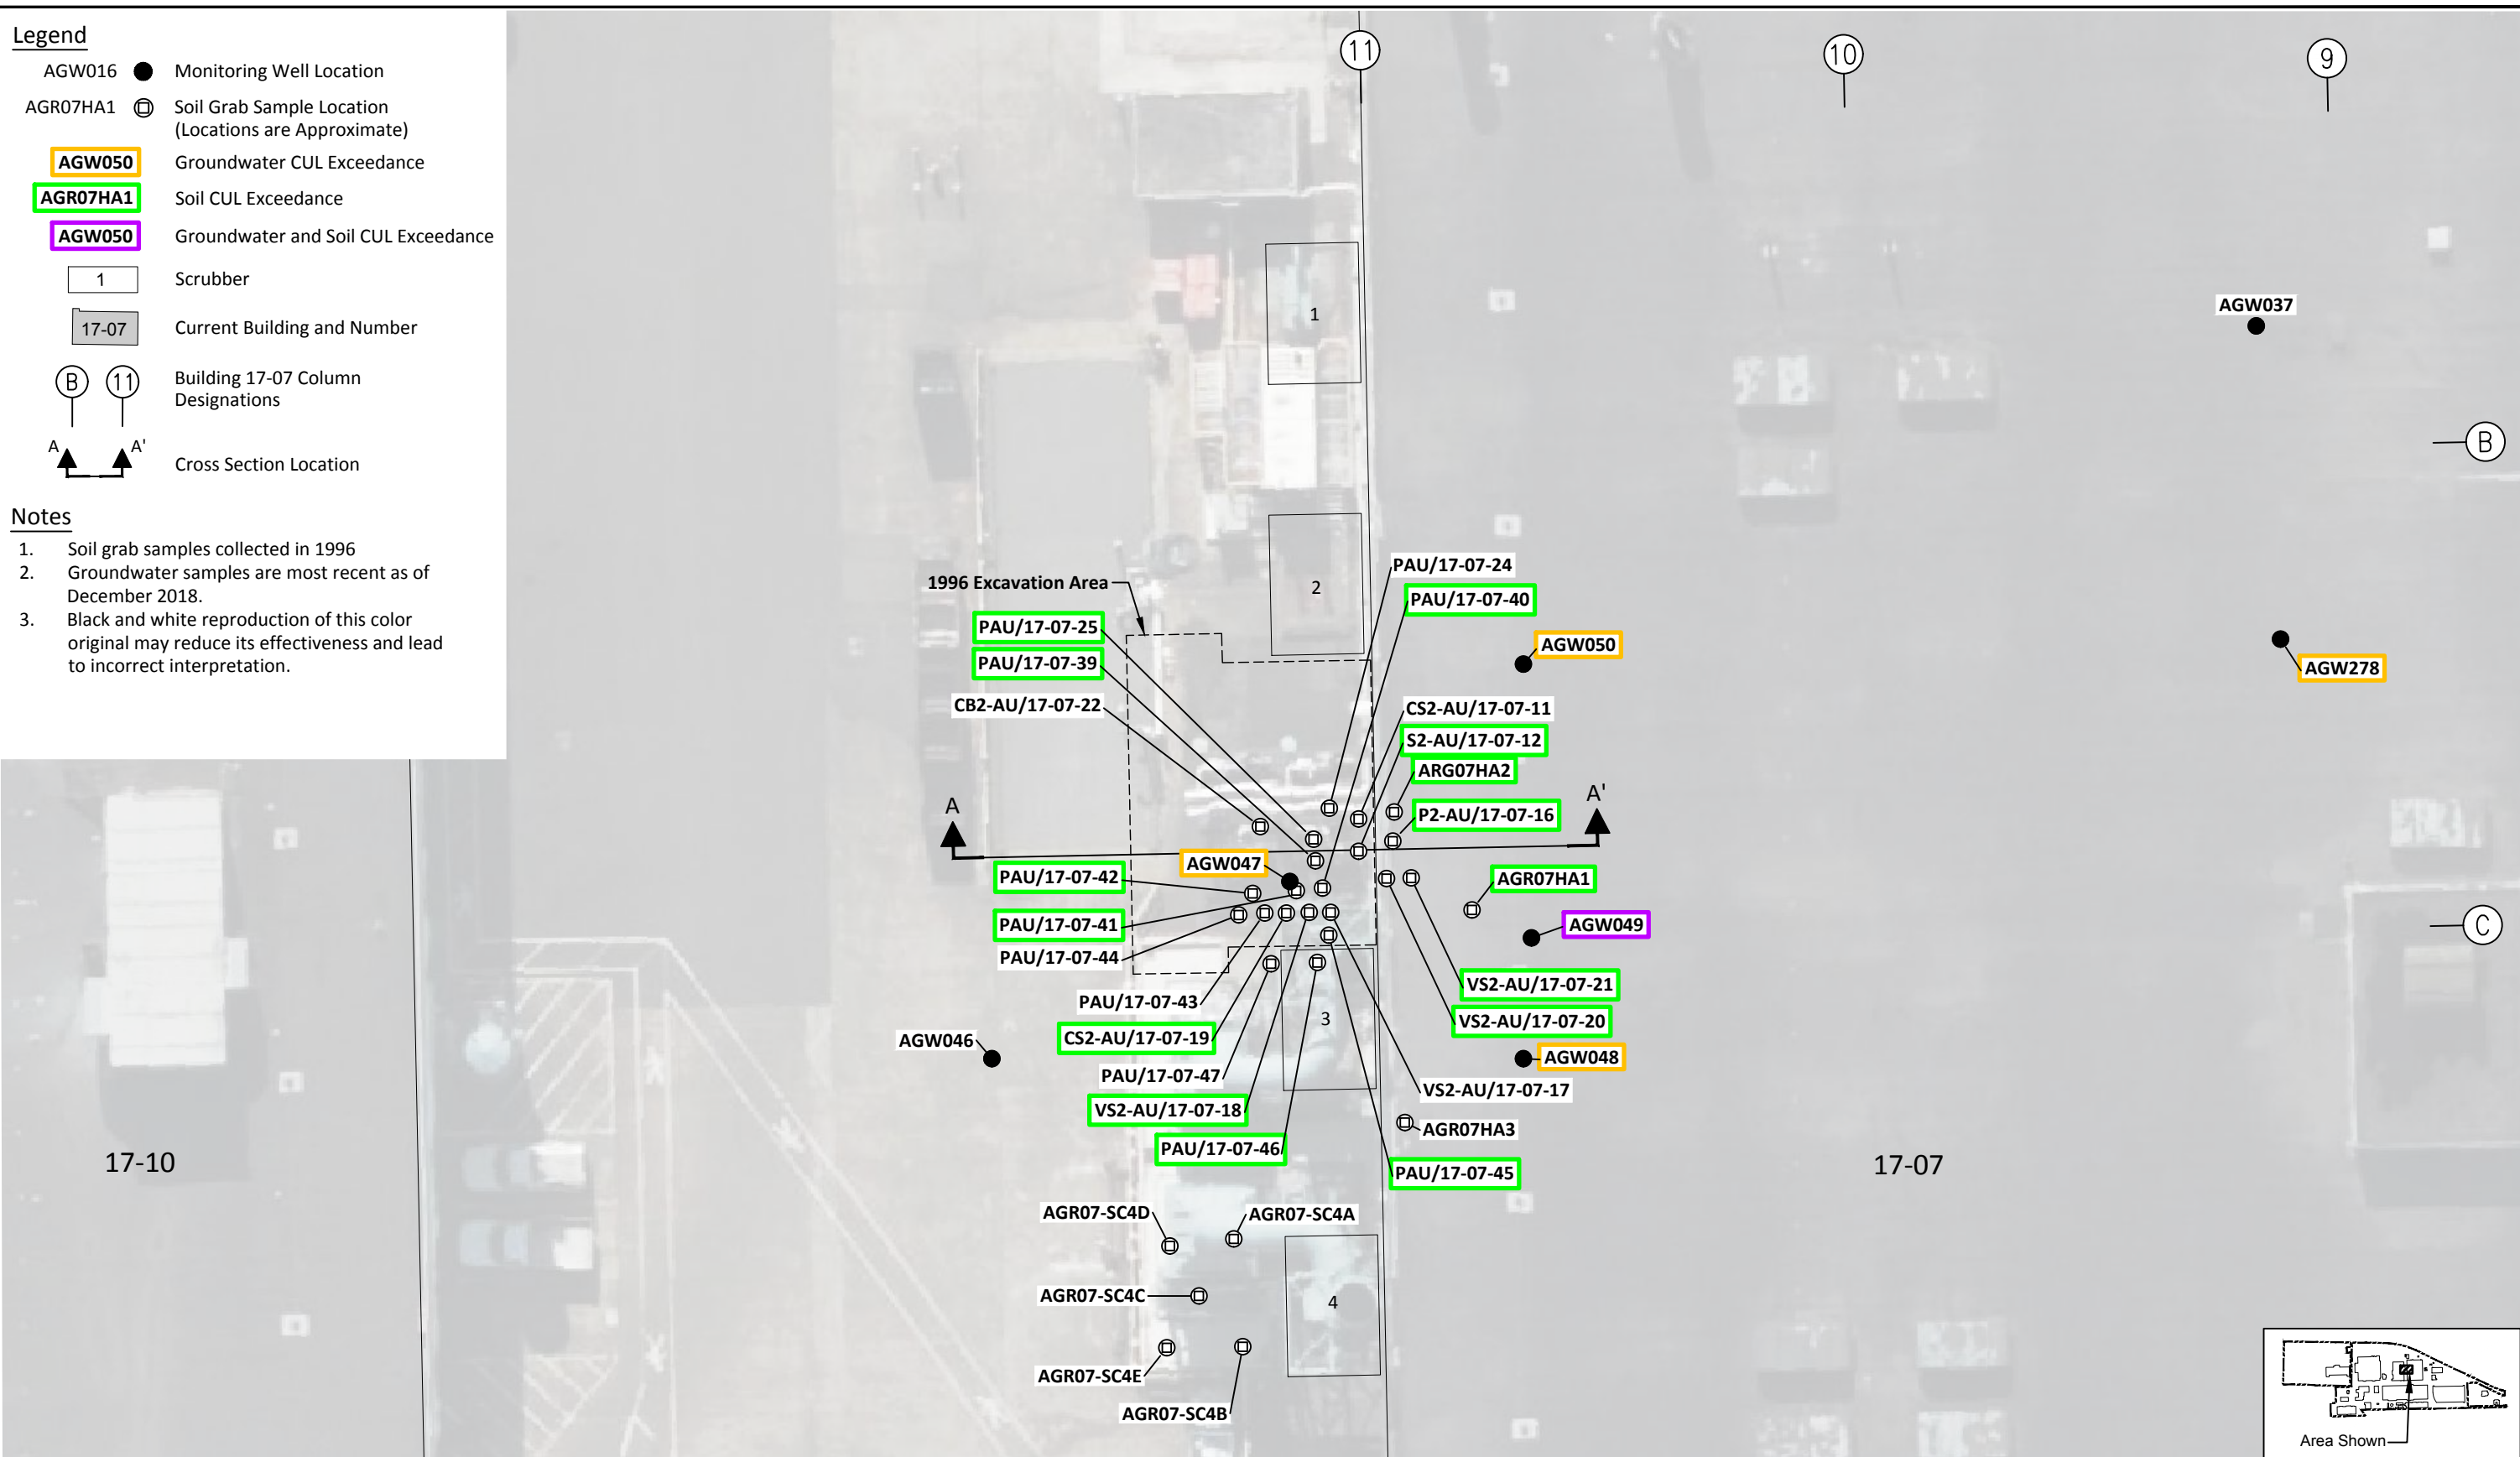 Legend
AGW016 Monitoring Well Location
AGR07HA1 Soil Grab Sample Location
(Locations are Approximate)
AGW050 Groundwater CUL Exceedance
AGR07HA1 Soil CUL Exceedance
AGW050 Groundwater and Soil CUL Exceedance
1 Scrubber
17-07 Current Building and Number
B 11 Building 17-07 Column
Designations
A A' Cross Section Location
Notes
1. Soil grab samples collected in 1996
2. Groundwater samples are most recent as of
December 2018.
3. Black and white reproduction of this color
original may reduce its effectiveness and lead
to incorrect interpretation.
11
10
9
B
C
1
2
3
4
AGW037
AGW278
AGW050
1996 Excavation Area
PAU/17-07-25
PAU/17-07-39
CB2-AU/17-07-22
PAU/17-07-24
PAU/17-07-40
CS2-AU/17-07-11
S2-AU/17-07-12
ARG07HA2
P2-AU/17-07-16
A
A'
AGW047
PAU/17-07-42
PAU/17-07-41
PAU/17-07-44
PAU/17-07-43
CS2-AU/17-07-19
PAU/17-07-47
VS2-AU/17-07-18
PAU/17-07-46
AGW046
AGR07HA1
AGW049
VS2-AU/17-07-21
VS2-AU/17-07-20
AGW048
VS2-AU/17-07-17
AGR07HA3
PAU/17-07-45
17-10
17-07
AGR07-SC4D
AGR07-SC4A
AGR07-SC4C
AGR07-SC4E
AGR07-SC4B
Area Shown